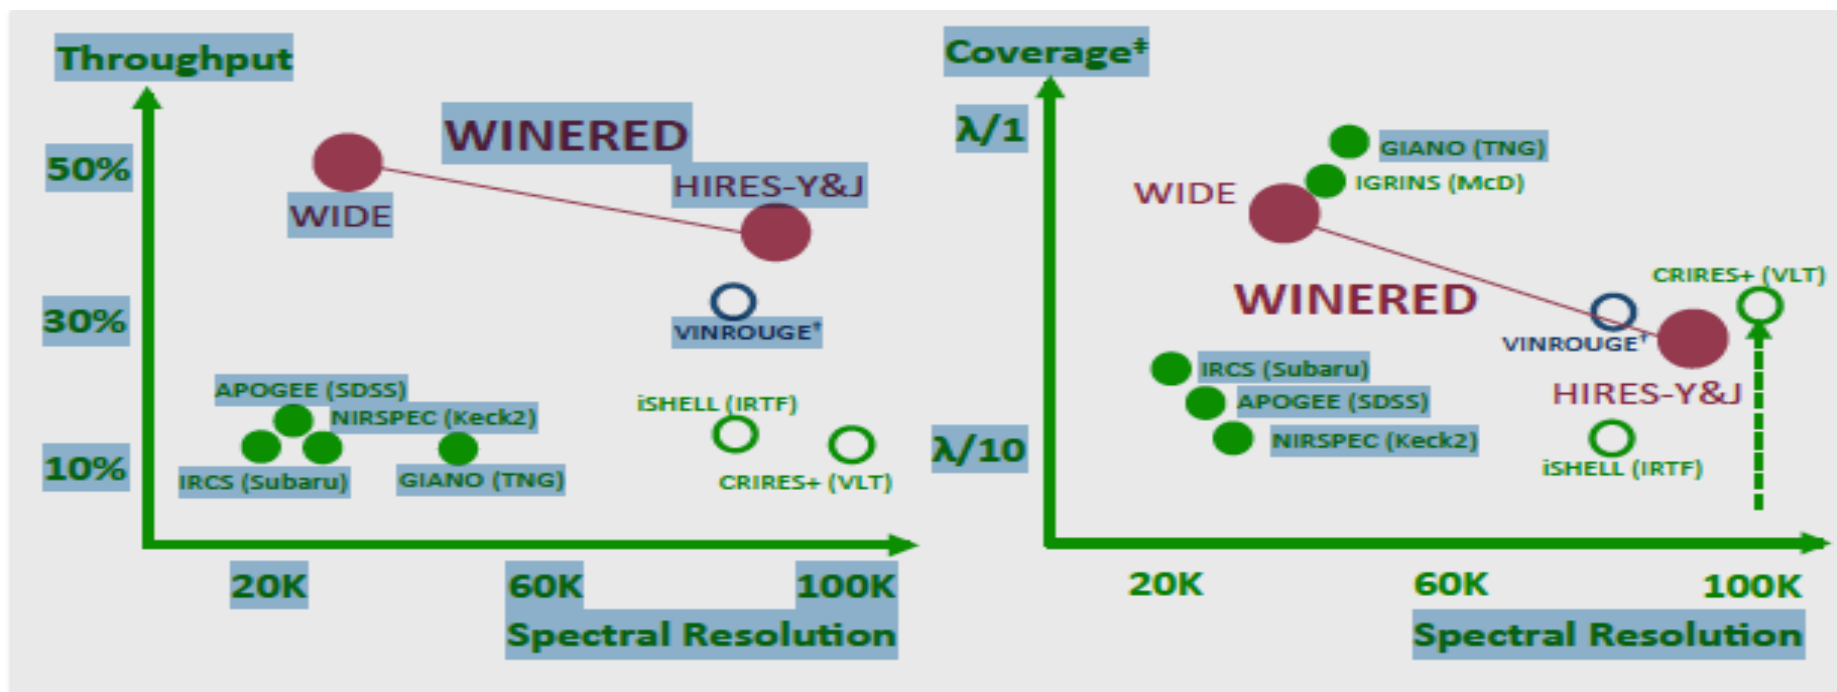 Throughput
50%
30%
10%
WINERED
WIDE
HIRES-Y&J
VINROUGE†
APOGEE (SDSS)
NIRSPEC (Keck2)
IRCS (Subaru)
GIANO (TNG)
iSHELL (IRTF)
CRIRES+ (VLT)
20K 60K 100K
Spectral Resolution
Coverage‡
λ/1
λ/10
GIANO (TNG)
IGRINS (McD)
WIDE
WINERED
CRIRES+ (VLT)
VINROUGE†
HIRES-Y&J
IRCS (Subaru)
APOGEE (SDSS)
NIRSPEC (Keck2)
iSHELL (IRTF)
20K 60K 100K
Spectral Resolution